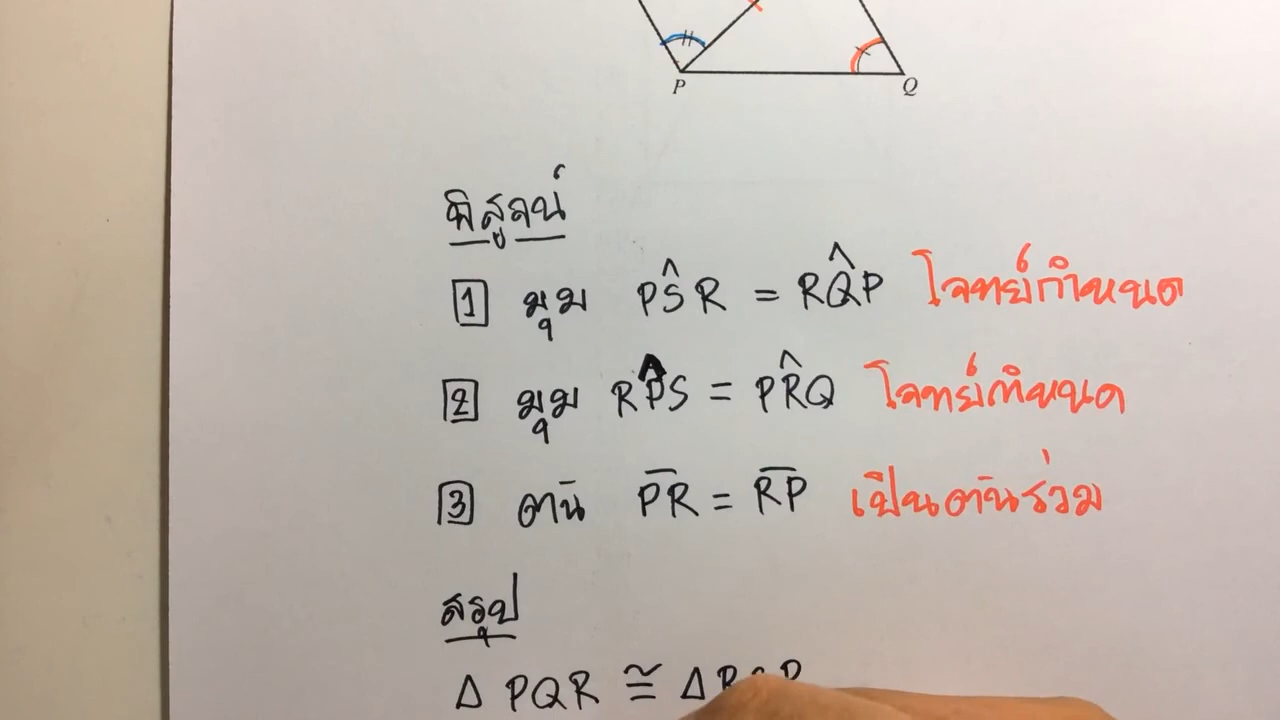 P Q
พิสูจน์
1 มุม PŜR = RQ̂P โจทย์กำหนด
2 มุม RP̂S = PR̂Q โจทย์กำหนด
3 ด้าน P̅R̅ = R̅P̅ เป็นด้านร่วม
สรุป
Δ PQR ≅ Δ